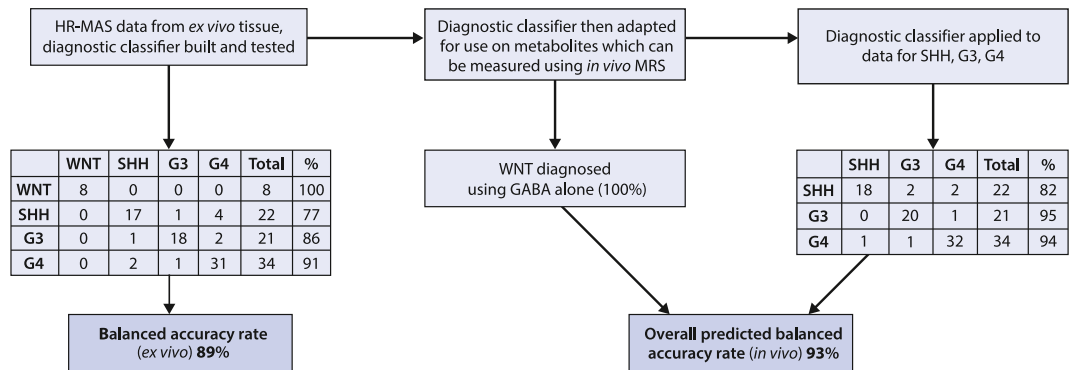 HR-MAS data from ex vivo tissue,
diagnostic classifier built and tested
Diagnostic classifier then adapted
for use on metabolites which can
be measured using in vivo MRS
Diagnostic classifier applied to
data for SHH, G3, G4
WNT SHH G3 G4 Total %
WNT 8 0 0 0 8 100
SHH 0 17 1 4 22 77
G3 0 1 18 2 21 86
G4 0 2 1 31 34 91
WNT diagnosed
using GABA alone (100%)
SHH G3 G4 Total %
SHH 18 2 2 22 82
G3 0 20 1 21 95
G4 1 1 32 34 94
Balanced accuracy rate
(ex vivo) 89%
Overall predicted balanced
accuracy rate (in vivo) 93%